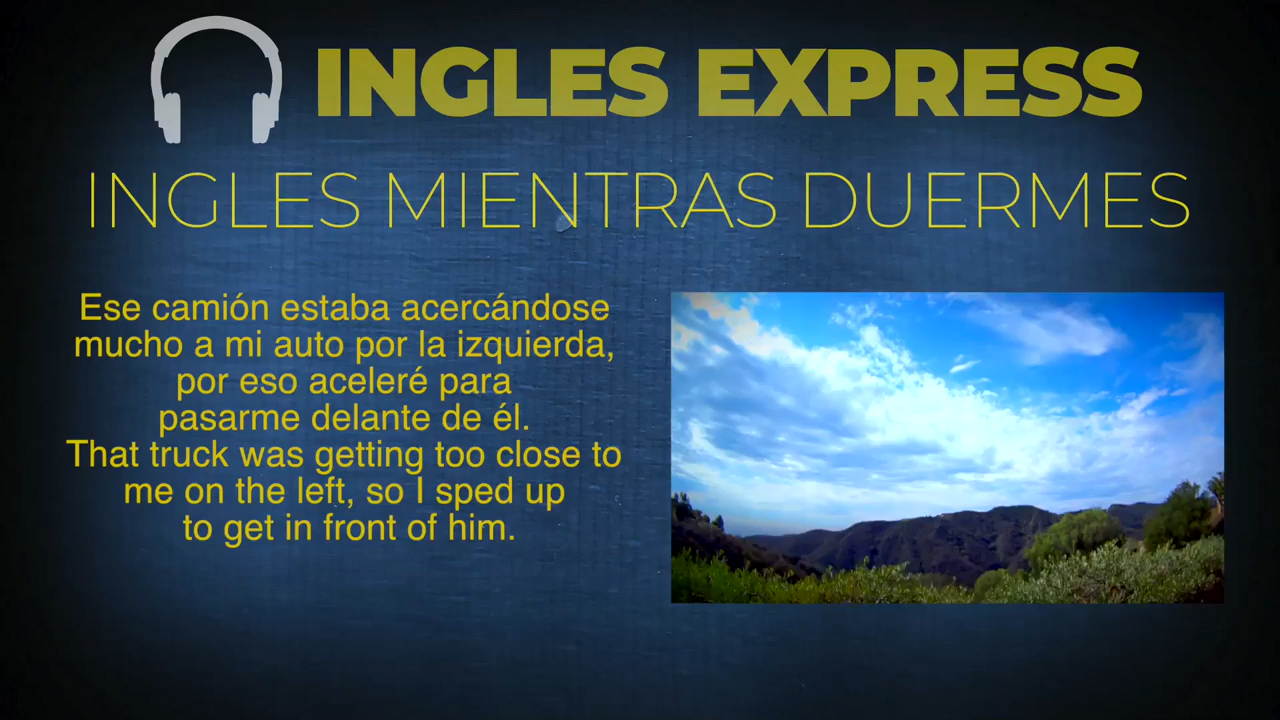 INGLES EXPRESS
INGLES MIENTRAS DUERMES
Ese camión estaba acercándose
mucho a mi auto por la izquierda,
por eso aceleré para
pasarme delante de él.
That truck was getting too close to
me on the left, so I sped up
to get in front of him.